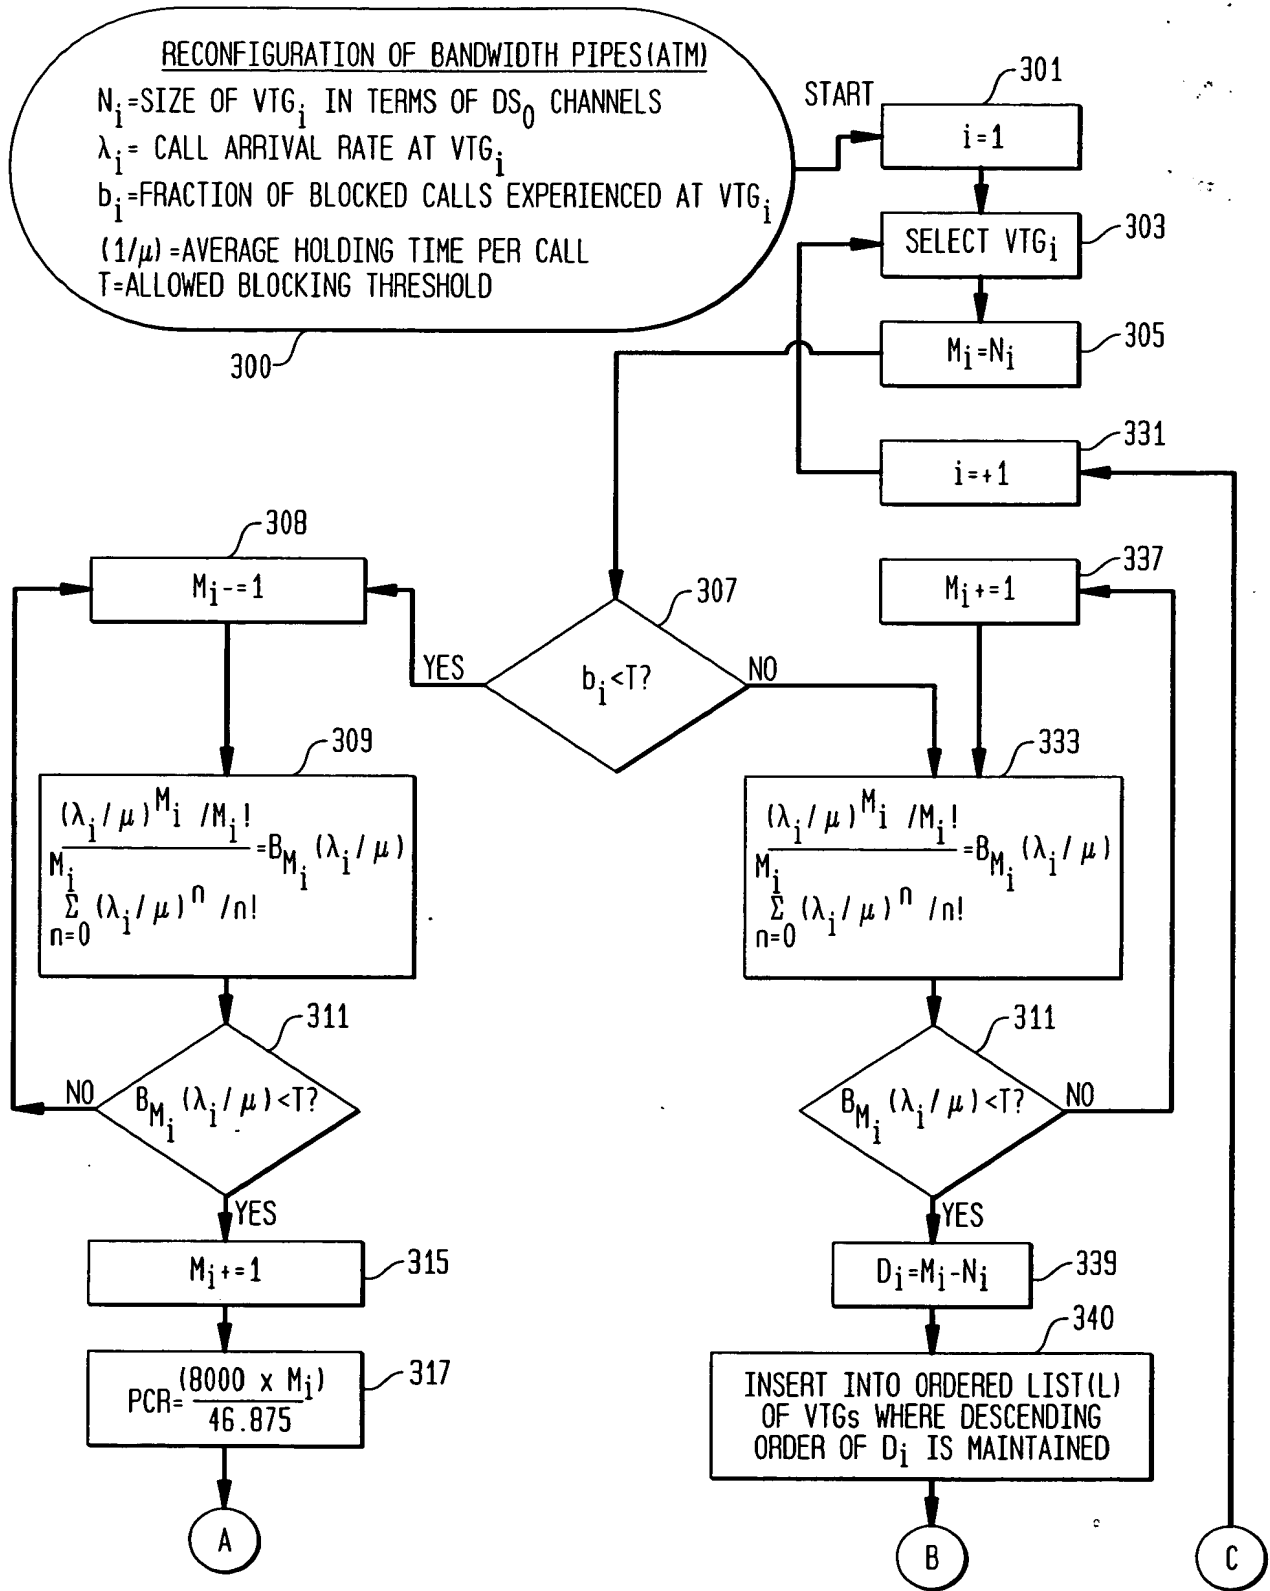 RECONFIGURATION OF BANDWIDTH PIPES(ATM)
Nᵢ=SIZE OF VTGᵢ IN TERMS OF DS₀ CHANNELS
λᵢ= CALL ARRIVAL RATE AT VTGᵢ
bᵢ=FRACTION OF BLOCKED CALLS EXPERIENCED AT VTGᵢ
(1/μ)=AVERAGE HOLDING TIME PER CALL
T=ALLOWED BLOCKING THRESHOLD
300
START
301
i=1
303
SELECT VTGᵢ
305
Mᵢ=Nᵢ
331
i=+1
308
Mᵢ-=1
307
bᵢ<T?
YES
NO
337
Mᵢ+=1
309
(λᵢ/μ)^Mᵢ /Mᵢ!
=B_Mᵢ (λᵢ/μ)
Mᵢ
Σ (λᵢ/μ)ⁿ /n!
n=0
333
(λᵢ/μ)^Mᵢ /Mᵢ!
=B_Mᵢ (λᵢ/μ)
Mᵢ
Σ (λᵢ/μ)ⁿ /n!
n=0
311
B_Mᵢ (λᵢ/μ)<T?
NO
YES
311
B_Mᵢ (λᵢ/μ)<T?
NO
YES
315
Mᵢ+=1
339
Dᵢ=Mᵢ-Nᵢ
317
PCR=(8000 x Mᵢ)
46.875
340
INSERT INTO ORDERED LIST(L)
OF VTGs WHERE DESCENDING
ORDER OF Dᵢ IS MAINTAINED
A
B
C